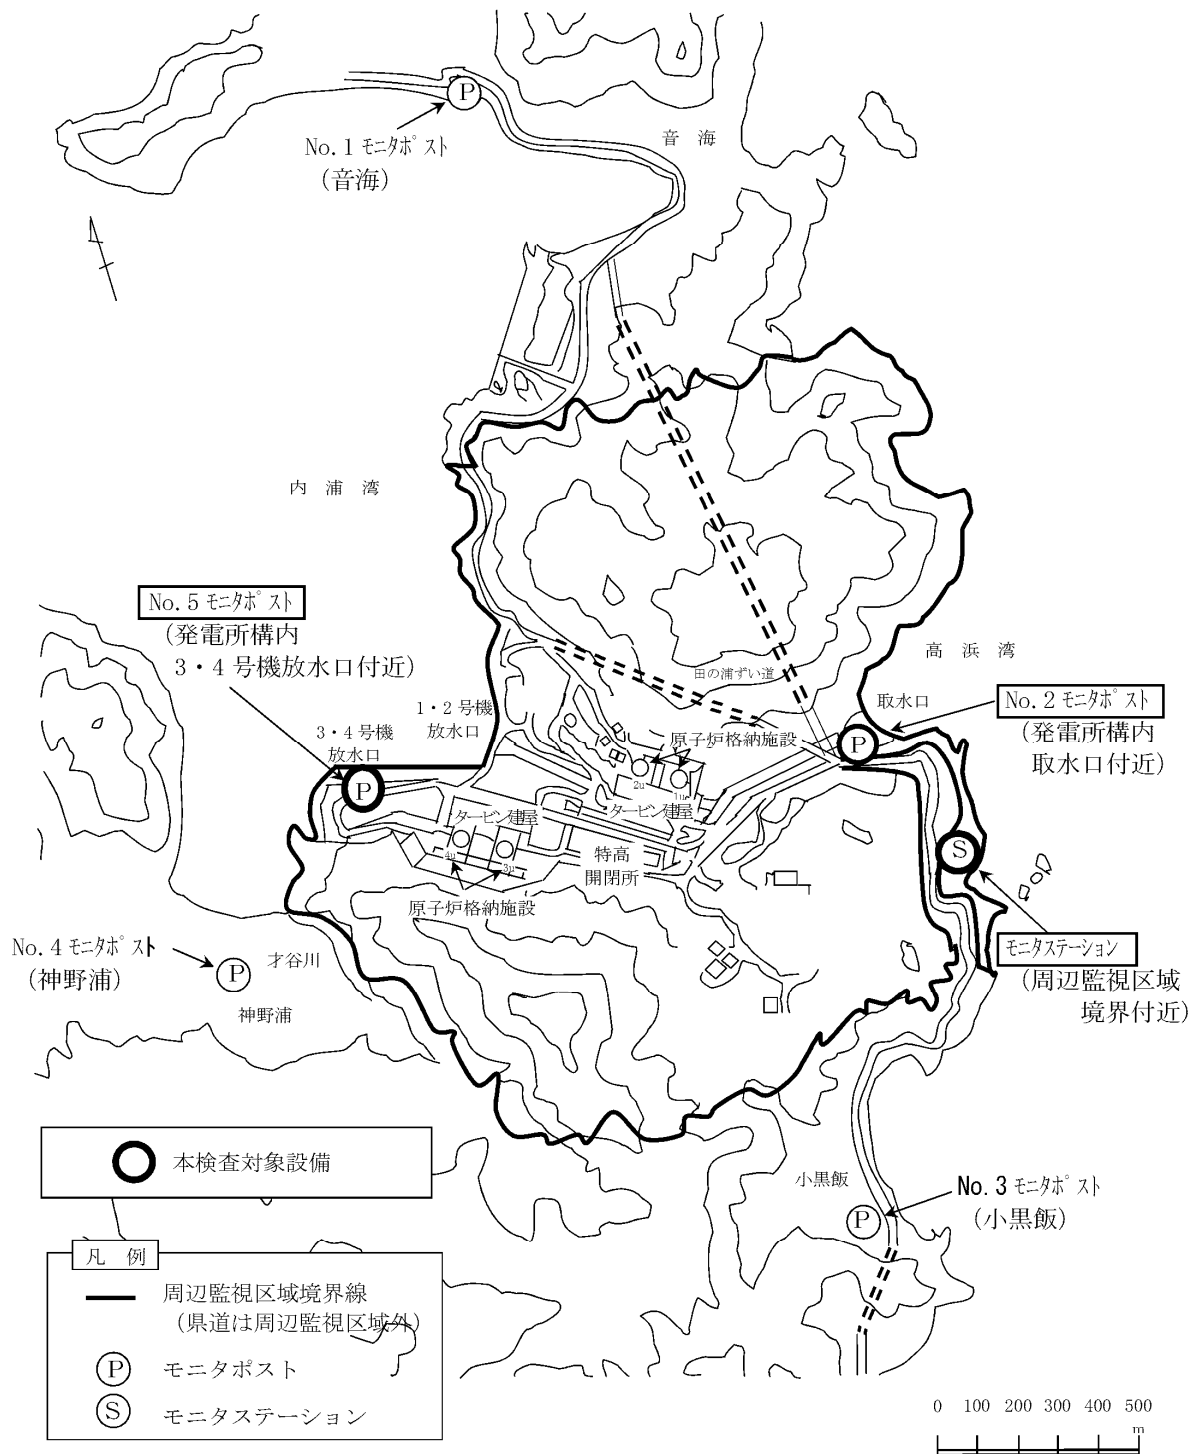 P
No.1 モニタポスト
(音海)
音 海
内 浦 湾
No.5 モニタポスト
(発電所構内
3・4号機放水口付近)
高 浜 湾
田の浦ずい道
取水口
No.2 モニタポスト
(発電所構内
取水口付近)
1・2号機
放水口
3・4号機
放水口
原子炉格納施設
P
P
2u
1u
タービン建屋
タービン建屋
4u
3u
特高
開閉所
S
原子炉格納施設
No.4 モニタポスト
(神野浦)
P
才谷川
神野浦
モニタステーション
(周辺監視区域
境界付近)
本検査対象設備
小黒飯
No.3 モニタポスト
(小黒飯)
P
凡 例
周辺監視区域境界線
(県道は周辺監視区域外)
P モニタポスト
S モニタステーション
0 100 200 300 400 500
m